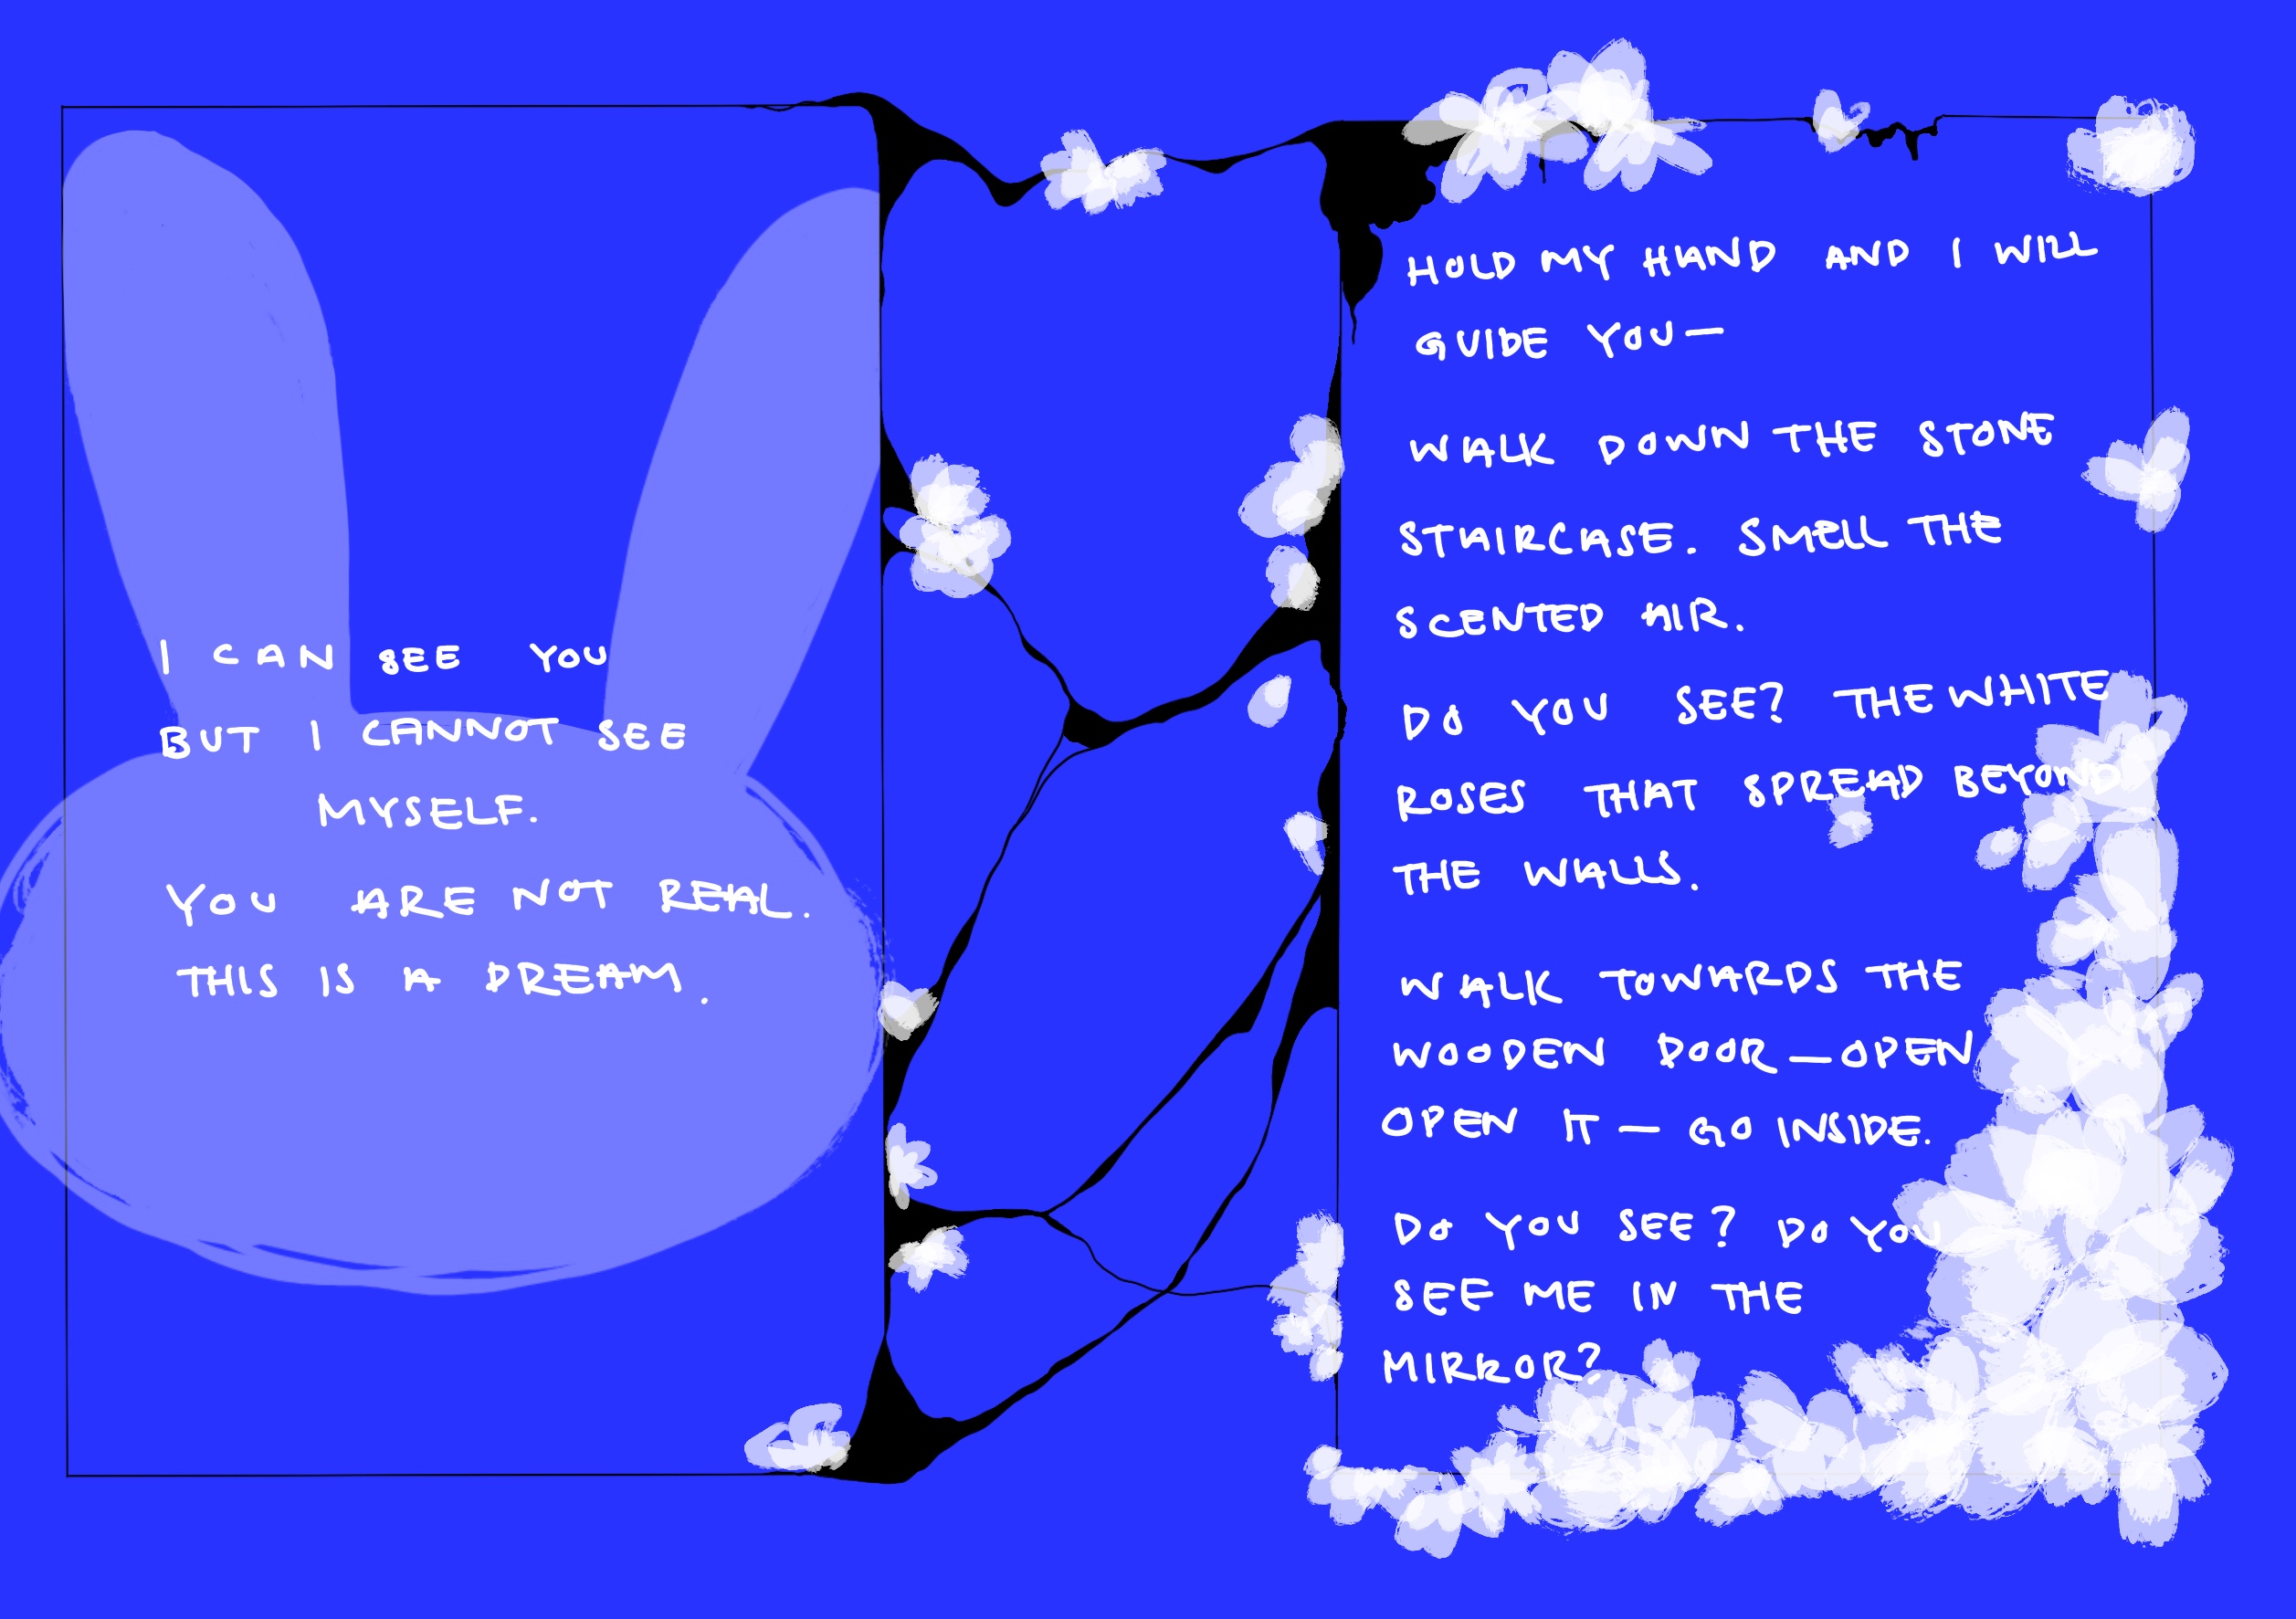 I CAN SEE YOU
BUT I CANNOT SEE
MYSELF.
YOU ARE NOT REAL.
THIS IS A DREAM.
HOLD MY HAND AND I WILL
GUIDE YOU—
WALK DOWN THE STONE
STAIRCASE. SMELL THE
SCENTED AIR.
DO YOU SEE? THE WHITE
ROSES THAT SPREAD BEYOND
THE WALLS.
WALK TOWARDS THE
WOODEN DOOR—OPEN
OPEN IT— GO INSIDE.
DO YOU SEE? DO YOU
SEE ME IN THE
MIRROR?